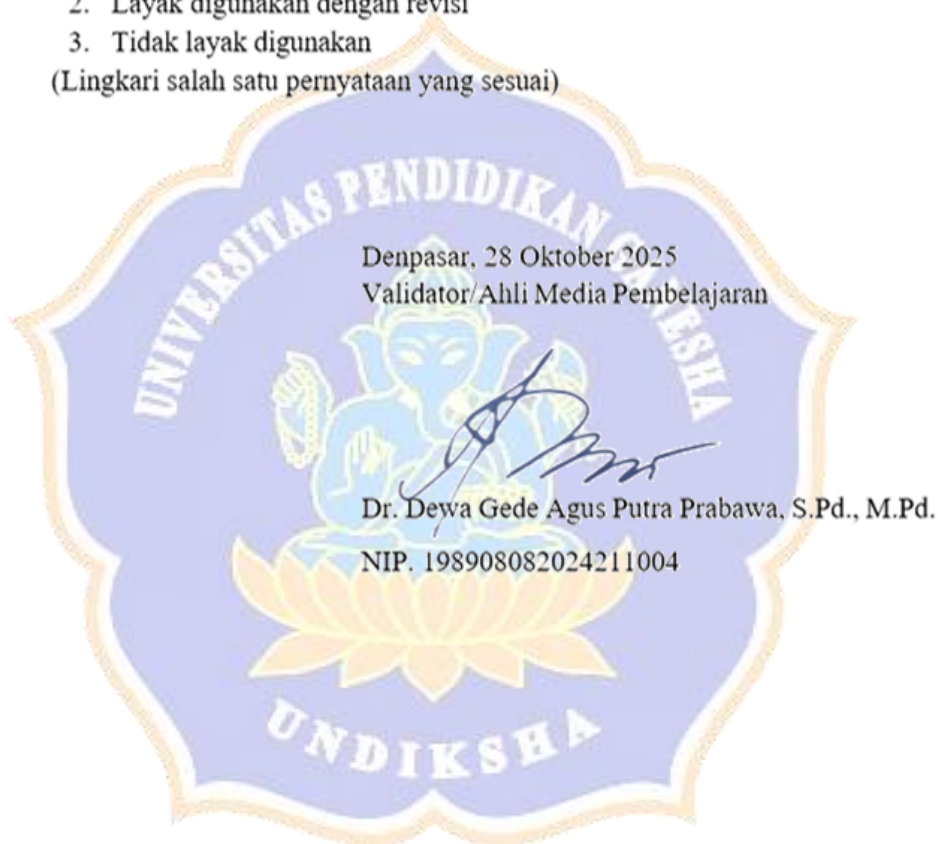 2. Layak digunakan dengan revisi
3. Tidak layak digunakan
(Lingkari salah satu pernyataan yang sesuai)
UNIVERSITAS PENDIDIKAN GANESHA
Denpasar, 28 Oktober 2025
Validator/Ahli Media Pembelajaran
Dr. Dewa Gede Agus Putra Prabawa, S.Pd., M.Pd.
NIP. 198908082024211004
UNDIKSHA